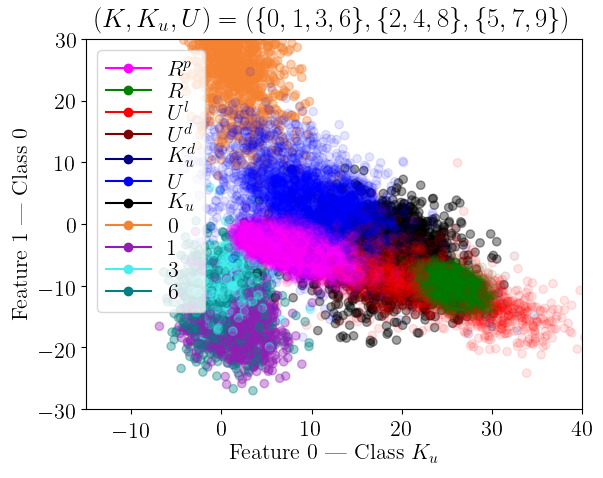 (K, K_u, U) = ({0, 1, 3, 6}, {2, 4, 8}, {5, 7, 9})
30
20
10
0
−10
−20
−30
Feature 1 — Class 0
R^p
R
U^l
U^d
K_u^d
U
K_u
0
1
3
6
−10 0 10 20 30 40
Feature 0 — Class K_u